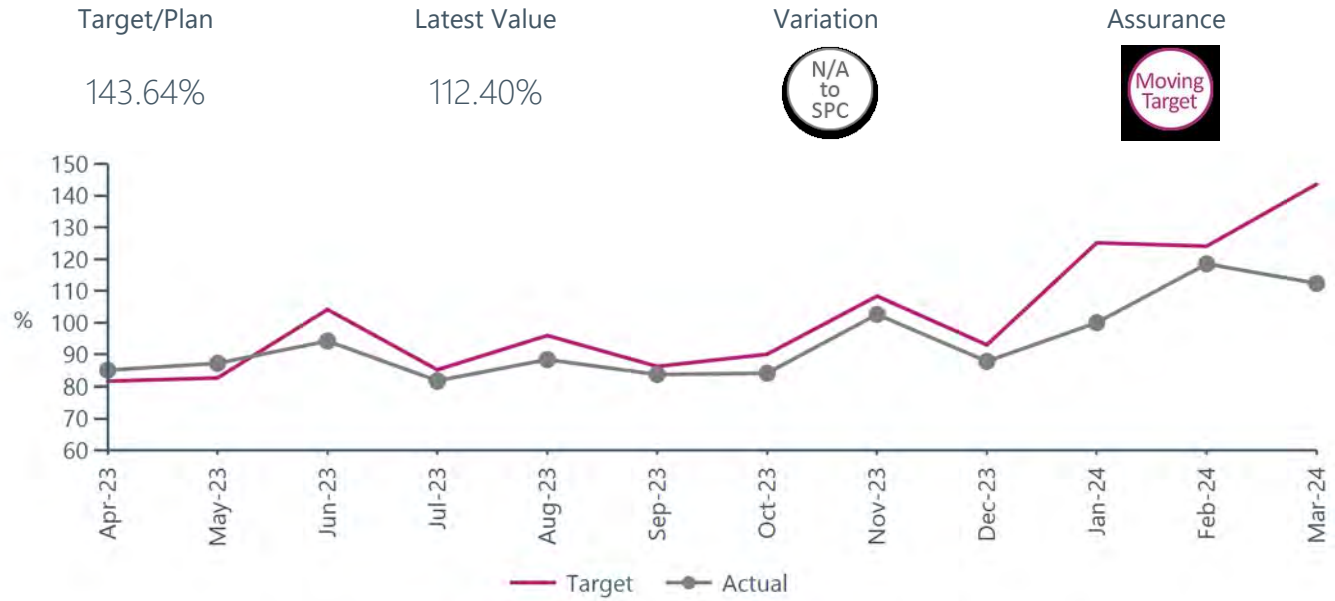 Target/Plan
Latest Value
Variation
Assurance
143.64%
112.40%
N/A
to
SPC
Moving
Target
150
140
130
120
110
100
90
80
70
60
%
Apr-23
May-23
Jun-23
Jul-23
Aug-23
Sep-23
Oct-23
Nov-23
Dec-23
Jan-24
Feb-24
Mar-24
Target
Actual